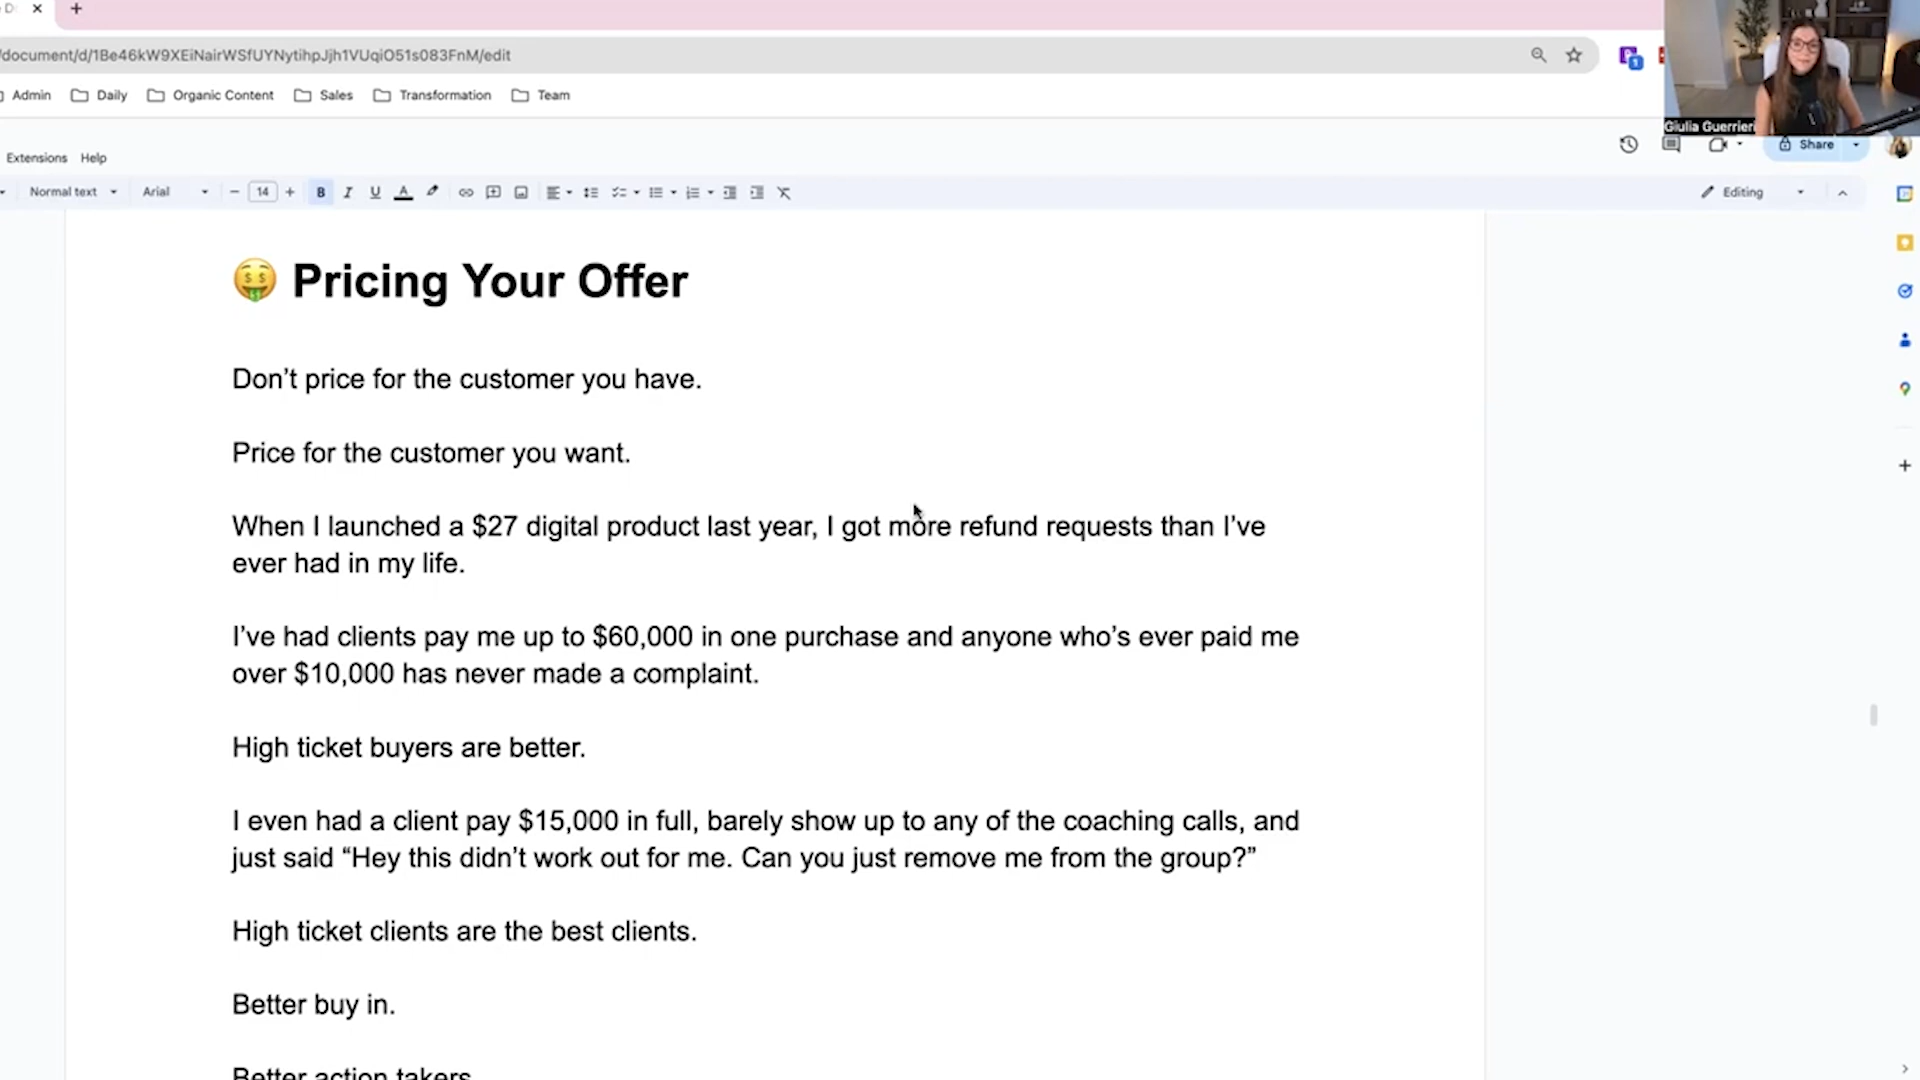 /document/d/1Be46kW9XEiNairWSfUYNytihpJjh1VUqiO51s083FnM/edit
Admin Daily Organic Content Sales Transformation Team
Giulia Guerrieri
Extensions Help
Share
Normal text Arial 14 B I U A Editing
🤑 Pricing Your Offer
Don’t price for the customer you have.
Price for the customer you want.
When I launched a $27 digital product last year, I got more refund requests than I’ve
ever had in my life.
I’ve had clients pay me up to $60,000 in one purchase and anyone who’s ever paid me
over $10,000 has never made a complaint.
High ticket buyers are better.
I even had a client pay $15,000 in full, barely show up to any of the coaching calls, and
just said “Hey this didn’t work out for me. Can you just remove me from the group?”
High ticket clients are the best clients.
Better buy in.
Better action takers